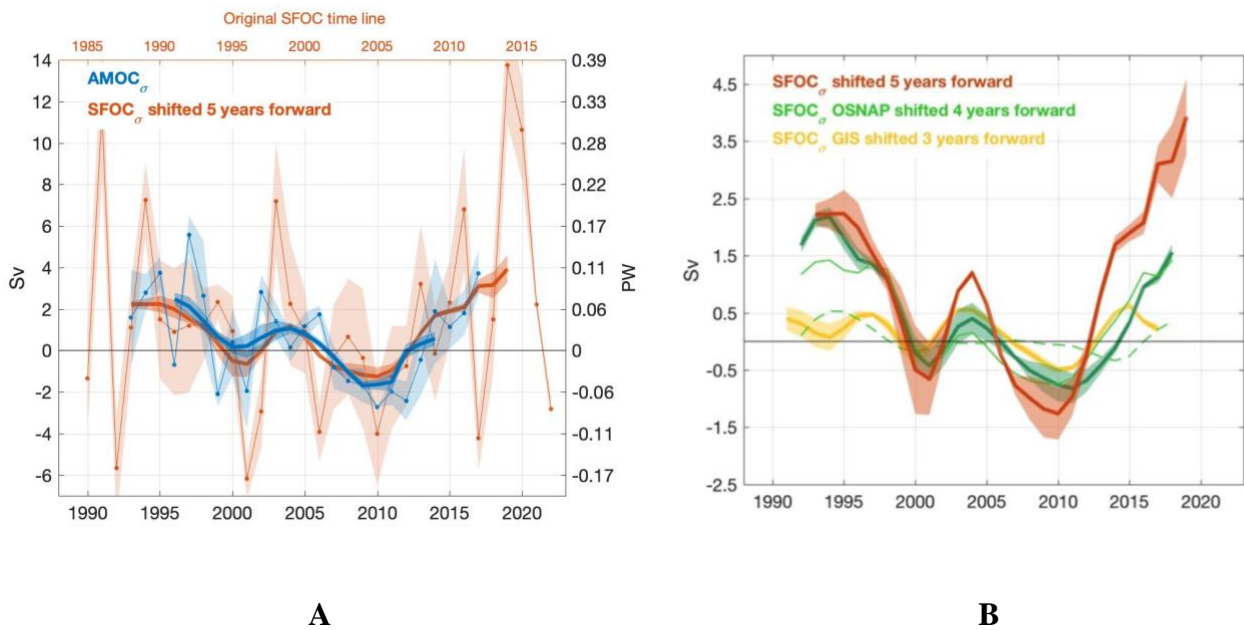 Original SFOC time line
1985 1990 1995 2000 2005 2010 2015
14 0.39
AMOCσ
12 0.33
SFOCσ shifted 5 years forward
10 0.28
8 0.22
6 0.17
4 0.11
2 0.06
0 0
-2 -0.06
-4 -0.11
-6 -0.17
Sv
PW
1990 1995 2000 2005 2010 2015 2020
A
4.5
SFOCσ shifted 5 years forward
SFOCσ OSNAP shifted 4 years forward
3.5
SFOCσ GIS shifted 3 years forward
2.5
1.5
0.5
-0.5
-1.5
-2.5
Sv
1990 1995 2000 2005 2010 2015 2020
B